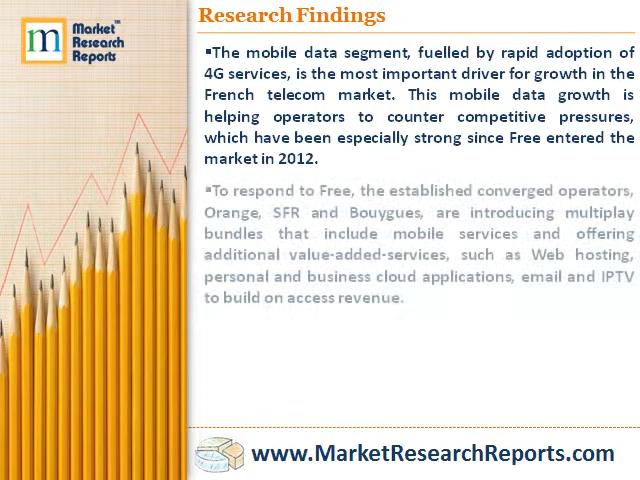 Research Findings
m
Market™
Research
Reports
▪The mobile data segment, fuelled by rapid adoption of
4G services, is the most important driver for growth in the
French telecom market. This mobile data growth is
helping operators to counter competitive pressures,
which have been especially strong since Free entered the
market in 2012.
▪To respond to Free, the established converged operators,
Orange, SFR and Bouygues, are introducing multiplay
bundles that include mobile services and offering
additional value-added-services, such as Web hosting,
personal and business cloud applications, email and IPTV
to build on access revenue.
www.MarketResearchReports.com